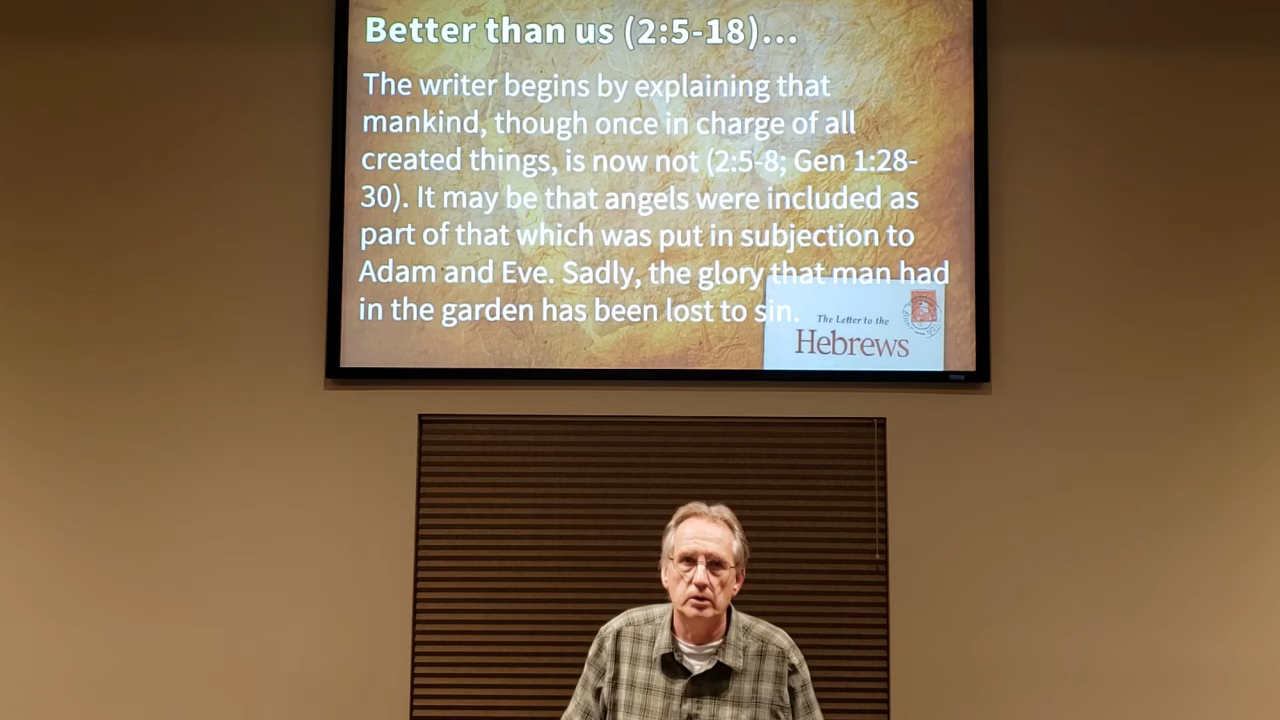 Better than us (2:5-18)...
The writer begins by explaining that
mankind, though once in charge of all
created things, is now not (2:5-8; Gen 1:28-
30). It may be that angels were included as
part of that which was put in subjection to
Adam and Eve. Sadly, the glory that man had
in the garden has been lost to sin.
The Letter to the
Hebrews